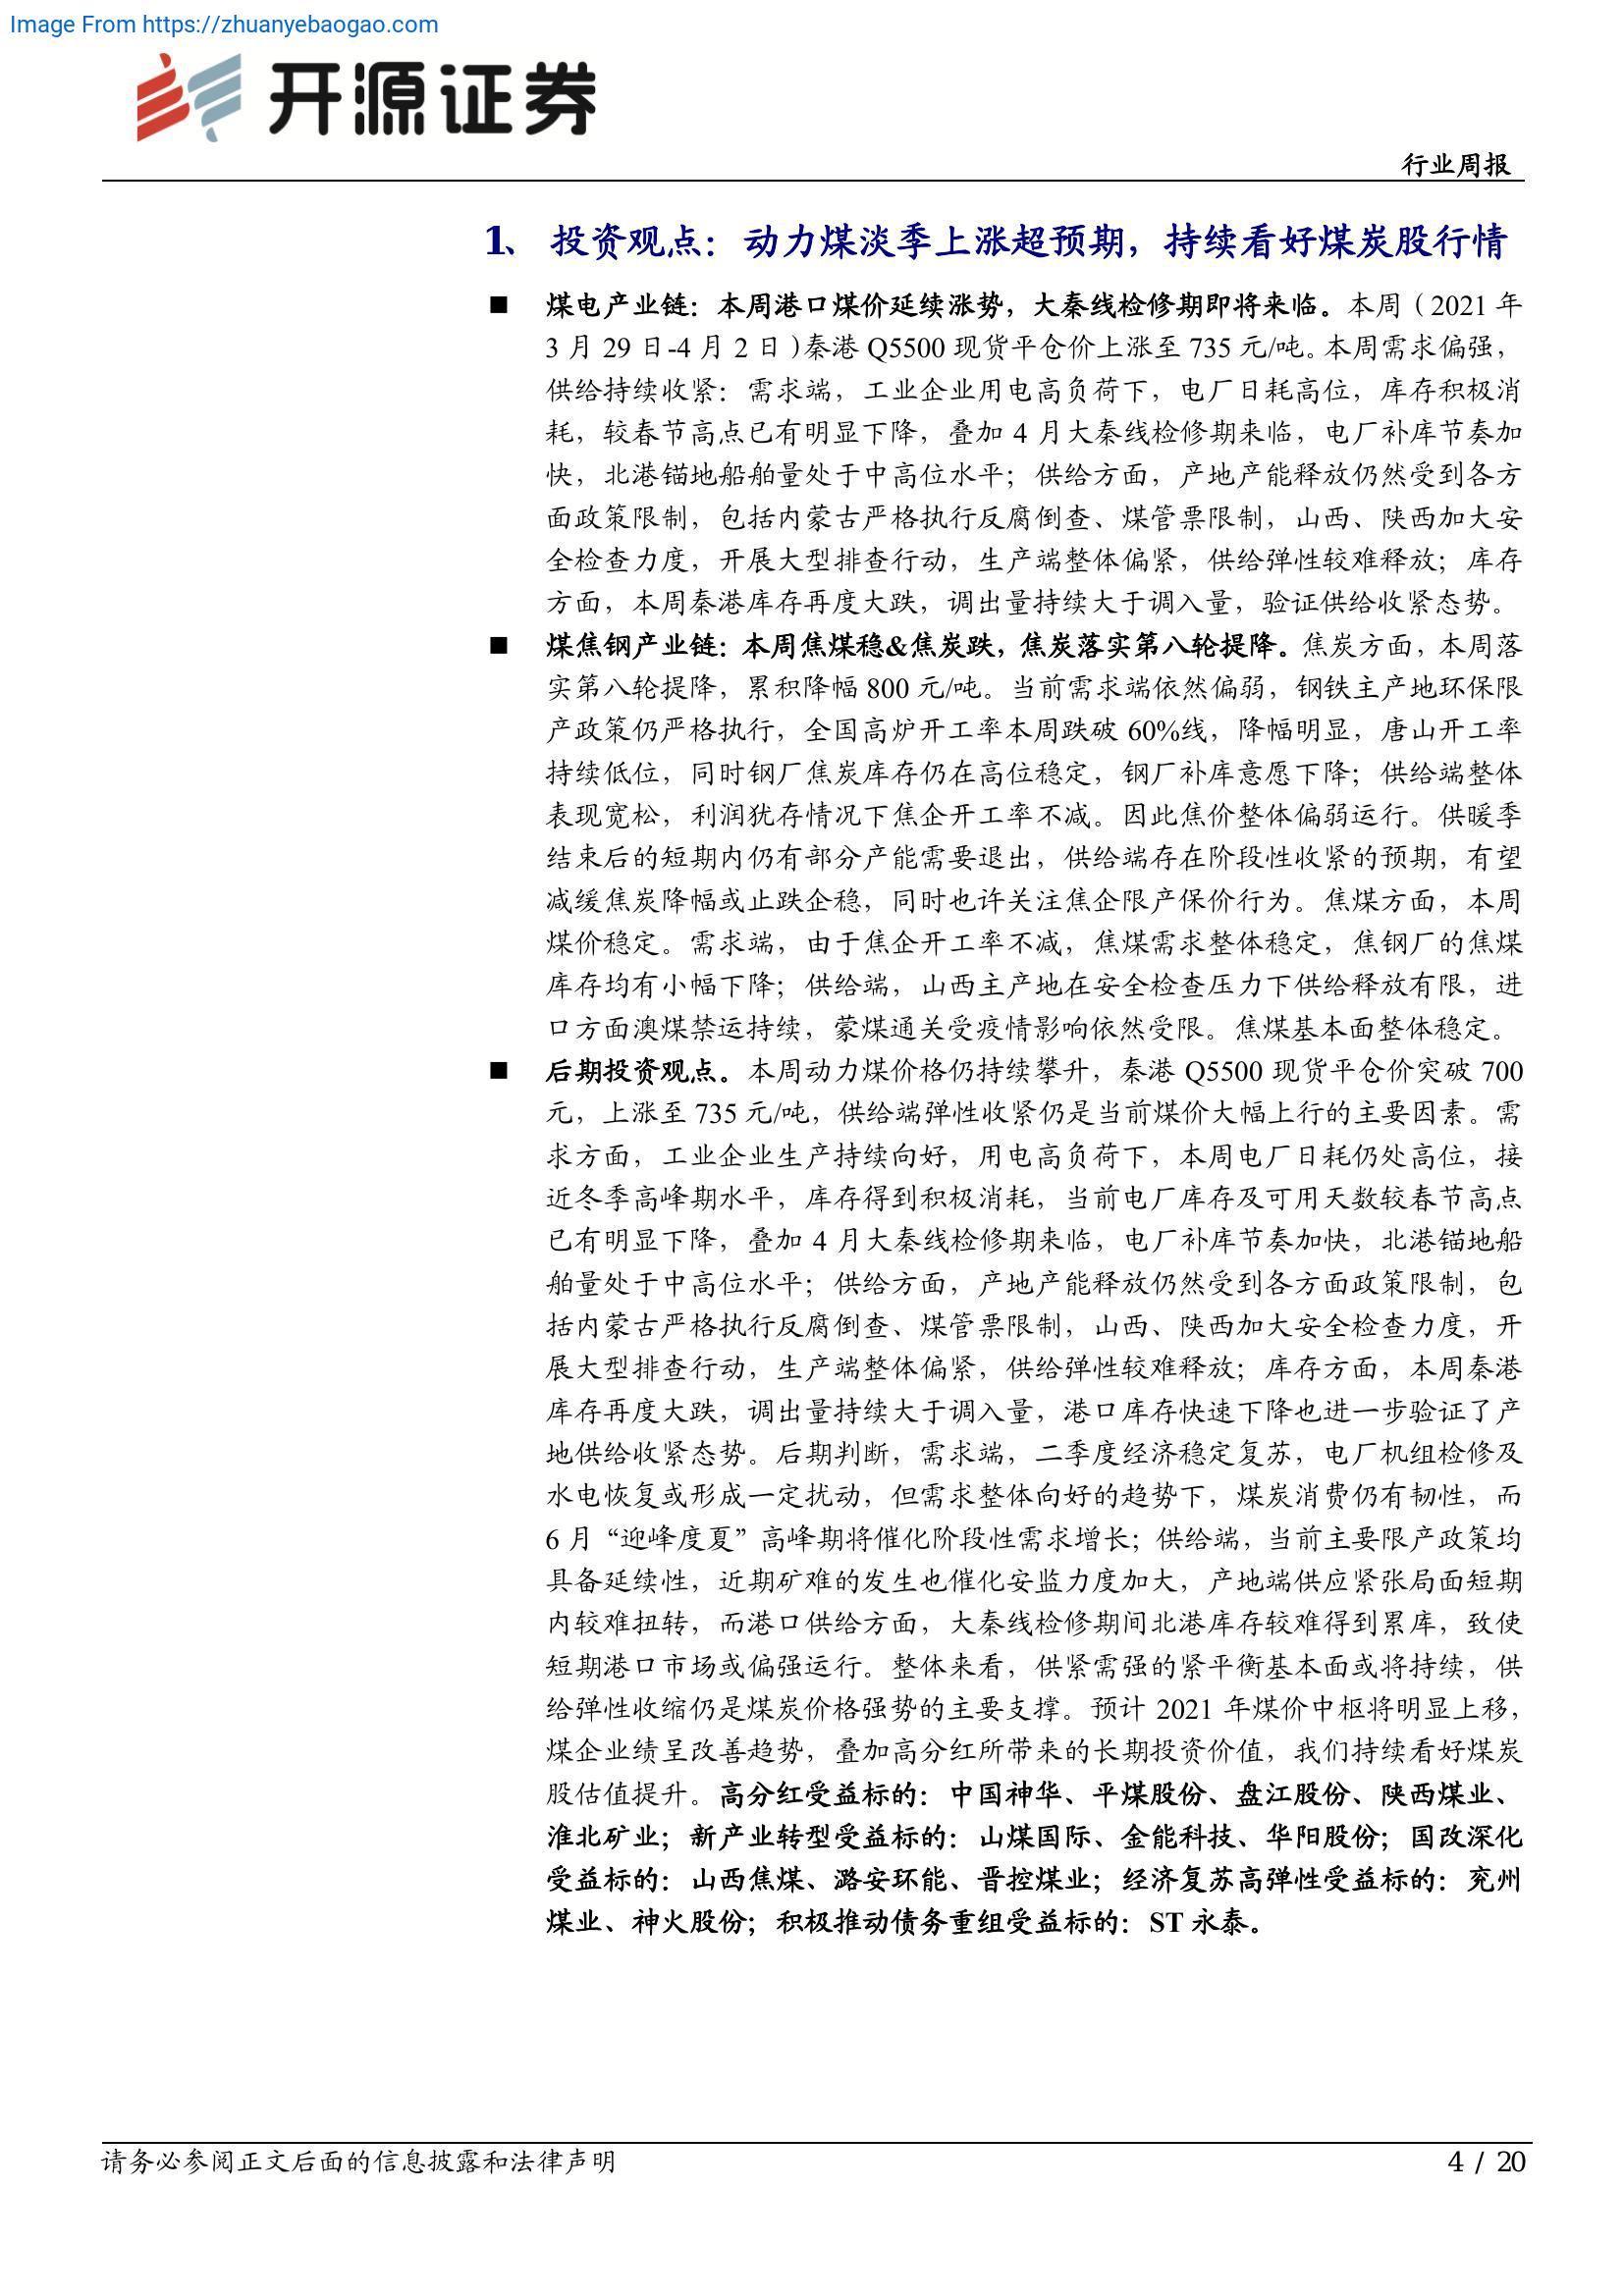 Image From https://zhuanyebaogao.com
开源证券
行业周报
1、 投资观点：动力煤淡季上涨超预期，持续看好煤炭股行情
■ 煤电产业链：本周港口煤价延续涨势，大秦线检修期即将来临。本周（2021 年
3 月 29 日-4 月 2 日）秦港 Q5500 现货平仓价上涨至 735 元/吨。本周需求偏强，
供给持续收紧：需求端，工业企业用电高负荷下，电厂日耗高位，库存积极消
耗，较春节高点已有明显下降，叠加 4 月大秦线检修期来临，电厂补库节奏加
快，北港锚地船舶量处于中高位水平；供给方面，产地产能释放仍然受到各方
面政策限制，包括内蒙古严格执行反腐倒查、煤管票限制，山西、陕西加大安
全检查力度，开展大型排查行动，生产端整体偏紧，供给弹性较难释放；库存
方面，本周秦港库存再度大跌，调出量持续大于调入量，验证供给收紧态势。
■ 煤焦钢产业链：本周焦煤稳&焦炭跌，焦炭落实第八轮提降。焦炭方面，本周落
实第八轮提降，累积降幅 800 元/吨。当前需求端依然偏弱，钢铁主产地环保限
产政策仍严格执行，全国高炉开工率本周跌破 60%线，降幅明显，唐山开工率
持续低位，同时钢厂焦炭库存仍在高位稳定，钢厂补库意愿下降；供给端整体
表现宽松，利润犹存情况下焦企开工率不减。因此焦价整体偏弱运行。供暖季
结束后的短期内仍有部分产能需要退出，供给端存在阶段性收紧的预期，有望
减缓焦炭降幅或止跌企稳，同时也许关注焦企限产保价行为。焦煤方面，本周
煤价稳定。需求端，由于焦企开工率不减，焦煤需求整体稳定，焦钢厂的焦煤
库存均有小幅下降；供给端，山西主产地在安全检查压力下供给释放有限，进
口方面澳煤禁运持续，蒙煤通关受疫情影响依然受限。焦煤基本面整体稳定。
■ 后期投资观点。本周动力煤价格仍持续攀升，秦港 Q5500 现货平仓价突破 700
元，上涨至 735 元/吨，供给端弹性收紧仍是当前煤价大幅上行的主要因素。需
求方面，工业企业生产持续向好，用电高负荷下，本周电厂日耗仍处高位，接
近冬季高峰期水平，库存得到积极消耗，当前电厂库存及可用天数较春节高点
已有明显下降，叠加 4 月大秦线检修期来临，电厂补库节奏加快，北港锚地船
舶量处于中高位水平；供给方面，产地产能释放仍然受到各方面政策限制，包
括内蒙古严格执行反腐倒查、煤管票限制，山西、陕西加大安全检查力度，开
展大型排查行动，生产端整体偏紧，供给弹性较难释放；库存方面，本周秦港
库存再度大跌，调出量持续大于调入量，港口库存快速下降也进一步验证了产
地供给收紧态势。后期判断，需求端，二季度经济稳定复苏，电厂机组检修及
水电恢复或形成一定扰动，但需求整体向好的趋势下，煤炭消费仍有韧性，而
6 月“迎峰度夏”高峰期将催化阶段性需求增长；供给端，当前主要限产政策均
具备延续性，近期矿难的发生也催化安监力度加大，产地端供应紧张局面短期
内较难扭转，而港口供给方面，大秦线检修期间北港库存较难得到累库，致使
短期港口市场或偏强运行。整体来看，供紧需强的紧平衡基本面或将持续，供
给弹性收缩仍是煤炭价格强势的主要支撑。预计 2021 年煤价中枢将明显上移，
煤企业绩呈改善趋势，叠加高分红所带来的长期投资价值，我们持续看好煤炭
股估值提升。高分红受益标的：中国神华、平煤股份、盘江股份、陕西煤业、
淮北矿业；新产业转型受益标的：山煤国际、金能科技、华阳股份；国改深化
受益标的：山西焦煤、潞安环能、晋控煤业；经济复苏高弹性受益标的：兖州
煤业、神火股份；积极推动债务重组受益标的：ST 永泰。
请务必参阅正文后面的信息披露和法律声明
4 / 20